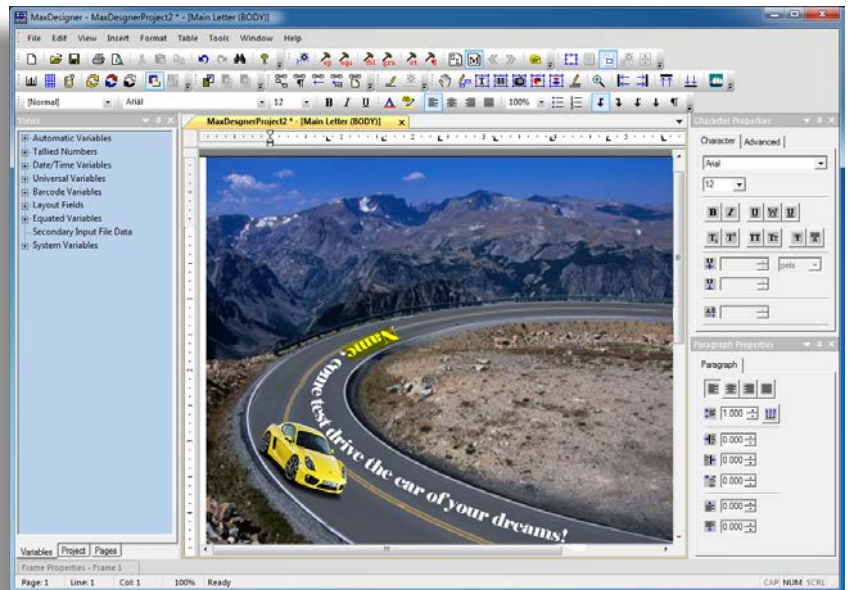 MaxDesigner - MaxDesgnerProject2 * - [Main Letter (BODY)]
File Edit View Insert Format Table Tools Window Help
[Normal] Arial 12 B I U A 100%
Views
MaxDesgnerProject2 * - [Main Letter (BODY)] x
Character Properties
Automatic Variables
Tallied Numbers
Date/Time Variables
Universal Variables
Barcode Variables
Layout Fields
Equated Variables
Secondary Input File Data
System Variables
Character Advanced
Arial
12
B I U W U
pels
Name, come test drive the car of your dreams!
Paragraph Properties
Paragraph
1.000
0.000
0.000
0.000
0.000
0.000
Variables Project Pages
Frame Properties - Frame 1
Page: 1 Line: 1 Col: 1 100% Ready CAP NUM SCRL